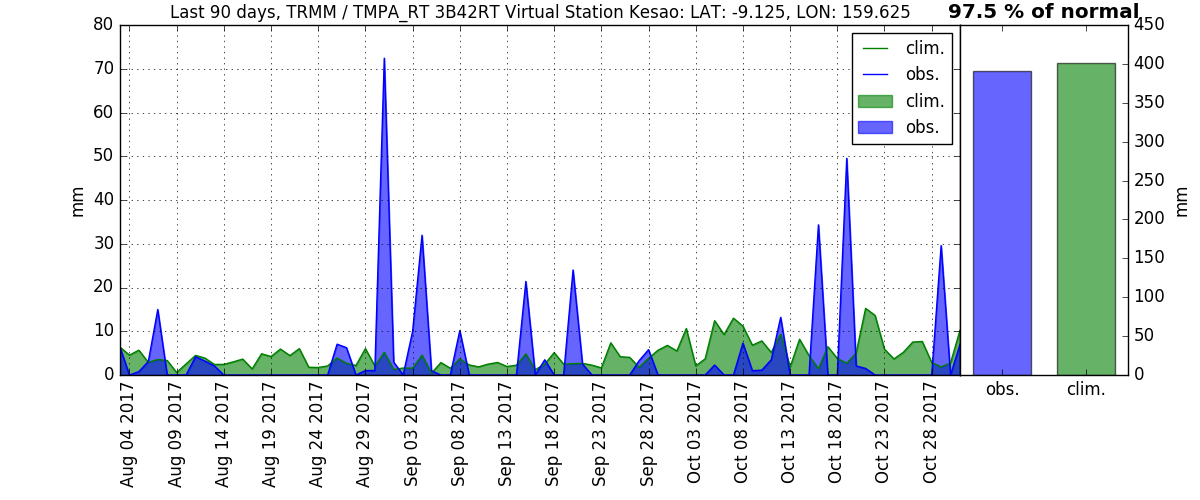 Last 90 days, TRMM / TMPA_RT 3B42RT Virtual Station Kesao: LAT: -9.125, LON: 159.625
97.5 % of normal
80
70
60
50
40
30
20
10
0
mm
clim.
obs.
clim.
obs.
450
400
350
300
250
200
150
100
50
0
mm
Aug 04 2017
Aug 09 2017
Aug 14 2017
Aug 19 2017
Aug 24 2017
Aug 29 2017
Sep 03 2017
Sep 08 2017
Sep 13 2017
Sep 18 2017
Sep 23 2017
Sep 28 2017
Oct 03 2017
Oct 08 2017
Oct 13 2017
Oct 18 2017
Oct 23 2017
Oct 28 2017
obs.
clim.